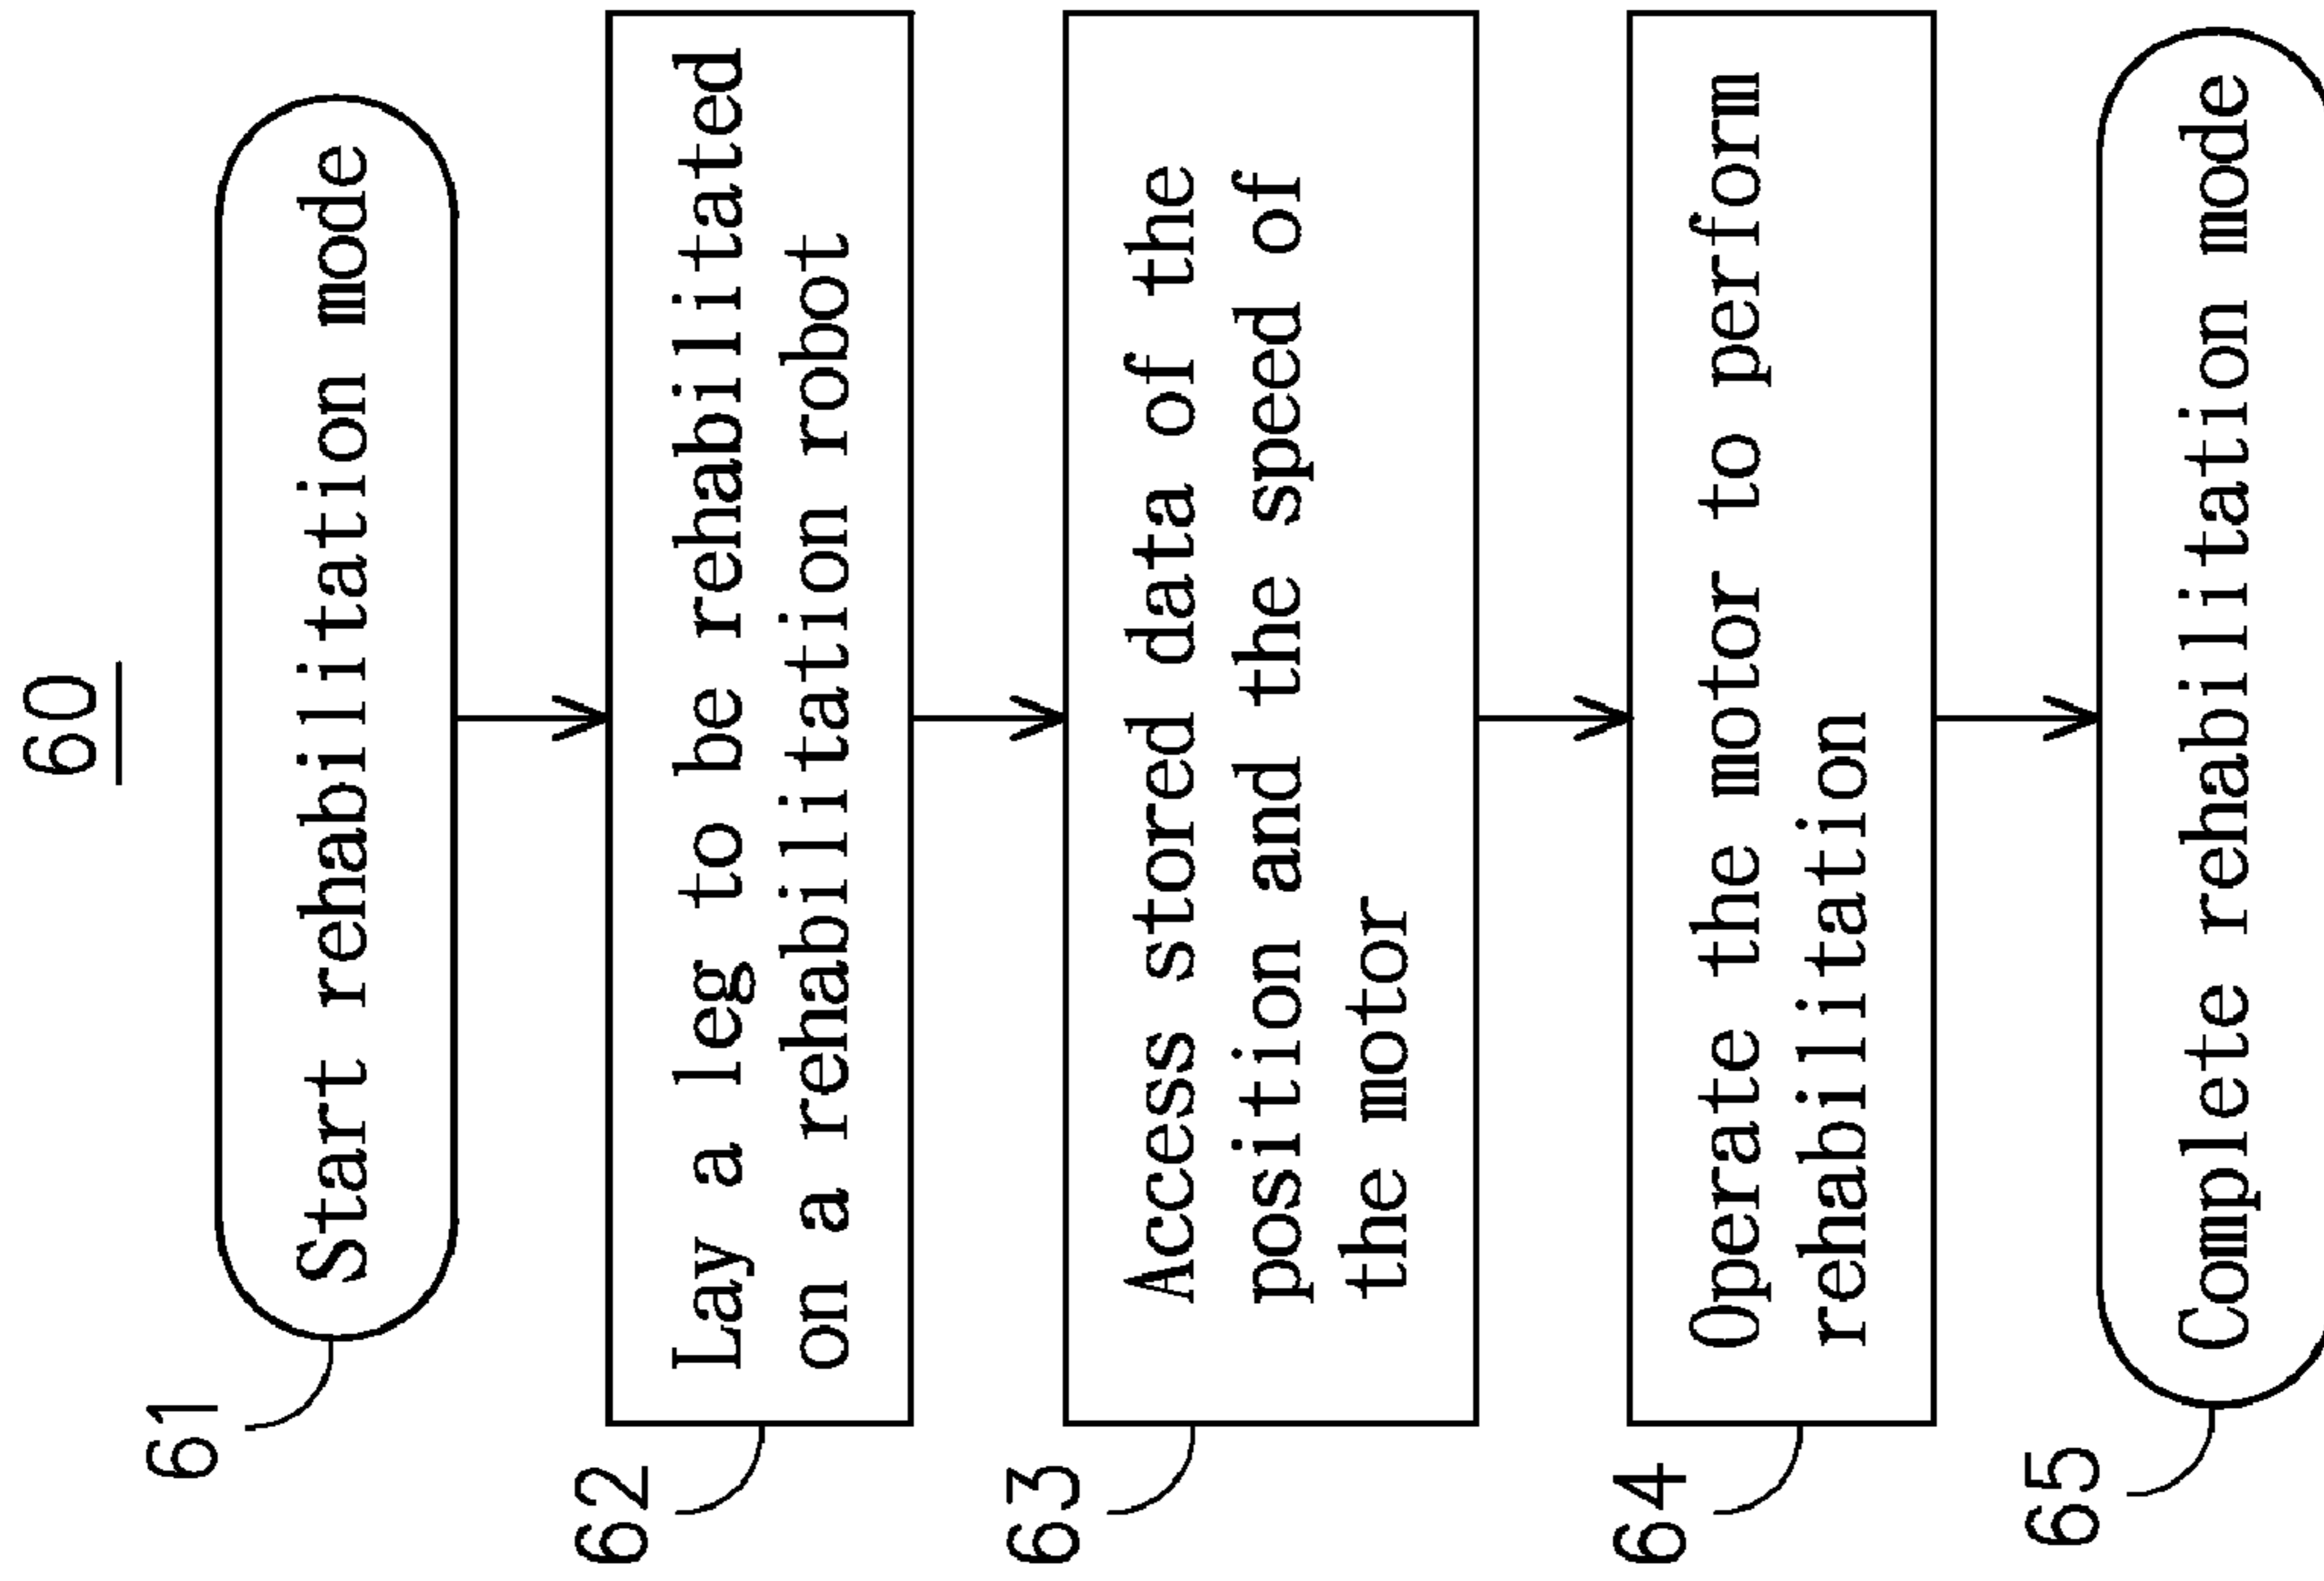 60
61
Start rehabilitation mode
62
Lay a leg to be rehabilitated
on a rehabilitation robot
63
Access stored data of the
position and the speed of
the motor
64
Operate the motor to perform
rehabilitation
65
Complete rehabilitation mode